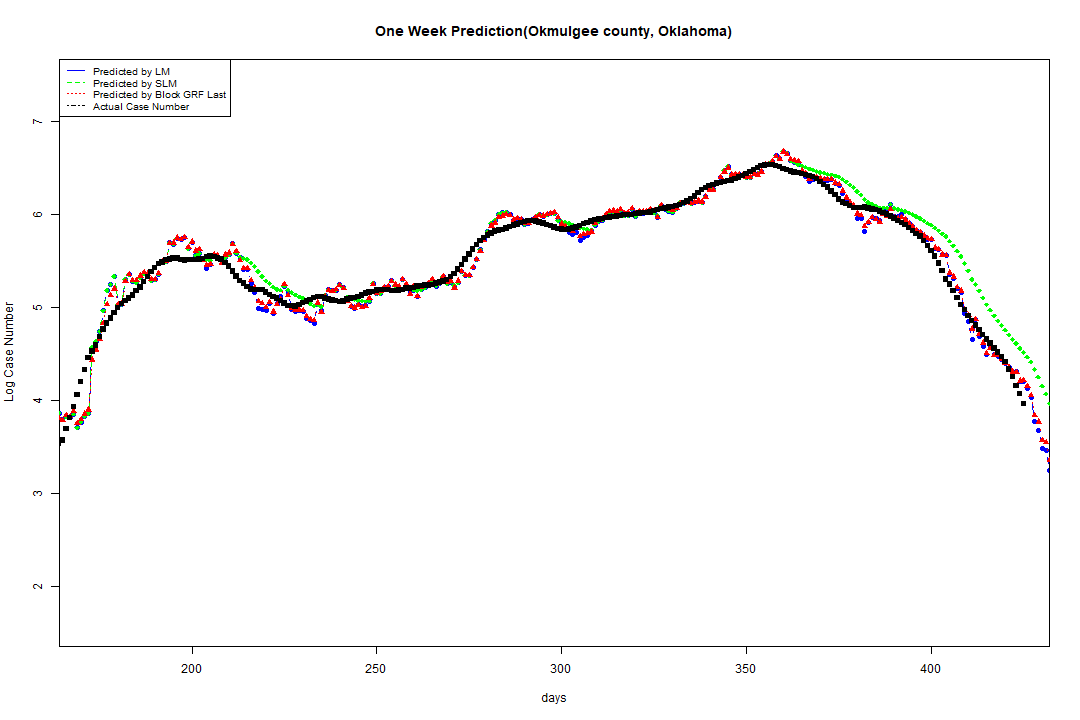 One Week Prediction(Okmulgee county, Oklahoma)
Predicted by LM
Predicted by SLM
Predicted by Block GRF Last
Actual Case Number
7
6
5
4
3
2
Log Case Number
200 250 300 350 400
days